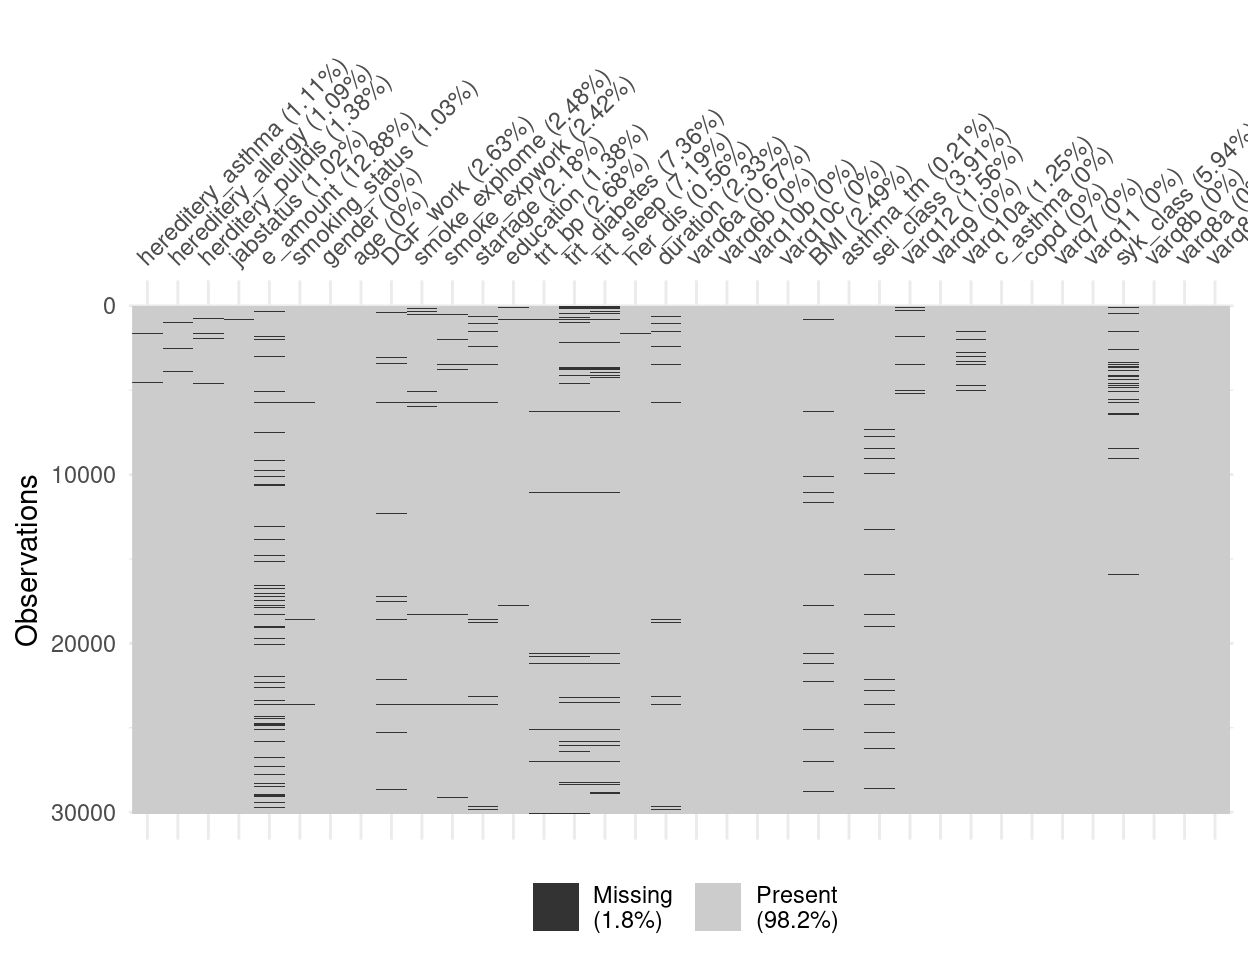 hereditery_asthma (1.11%)
hereditery_allergy (1.09%)
herditery_pulldis (1.38%)
jabstatus (1.02%)
e_amount (12.88%)
smoking_status (1.03%)
gender (0%)
age (0%)
DGF_work (2.63%)
smoke_exphome (2.48%)
smoke_expwork (2.42%)
startage (2.18%)
education (1.38%)
trt_bp (2.68%)
trt_diabetes (7.36%)
trt_sleep (7.19%)
her_dis (0.56%)
duration (2.33%)
varq6a (0.67%)
varq6b (0%)
varq10b (0%)
varq10c (0%)
BMI (2.49%)
asthma_tm (0.21%)
sei_class (3.91%)
varq12 (1.56%)
varq9 (0%)
varq10a (1.25%)
c_asthma (0%)
copd (0%)
varq7 (0%)
varq11 (0%)
syk_class (5.94%
varq8b (0%)
varq8a (0
varq8
0
10000
20000
30000
Observations
Missing
(1.8%)
Present
(98.2%)